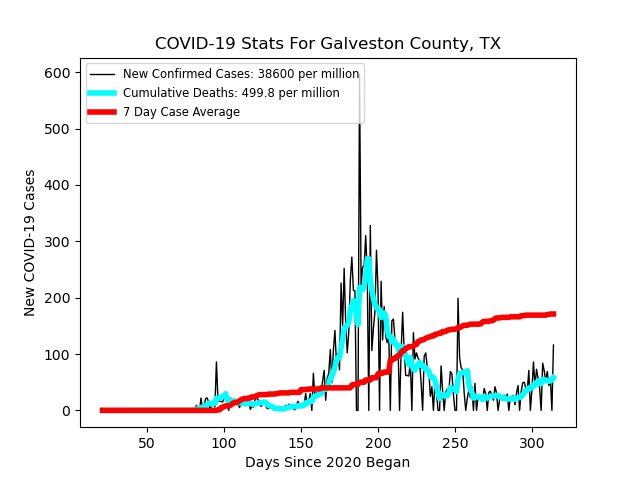 COVID-19 Stats For Galveston County, TX
New Confirmed Cases: 38600 per million
Cumulative Deaths: 499.8 per million
7 Day Case Average
600
500
400
300
200
100
0
New COVID-19 Cases
50 100 150 200 250 300
Days Since 2020 Began